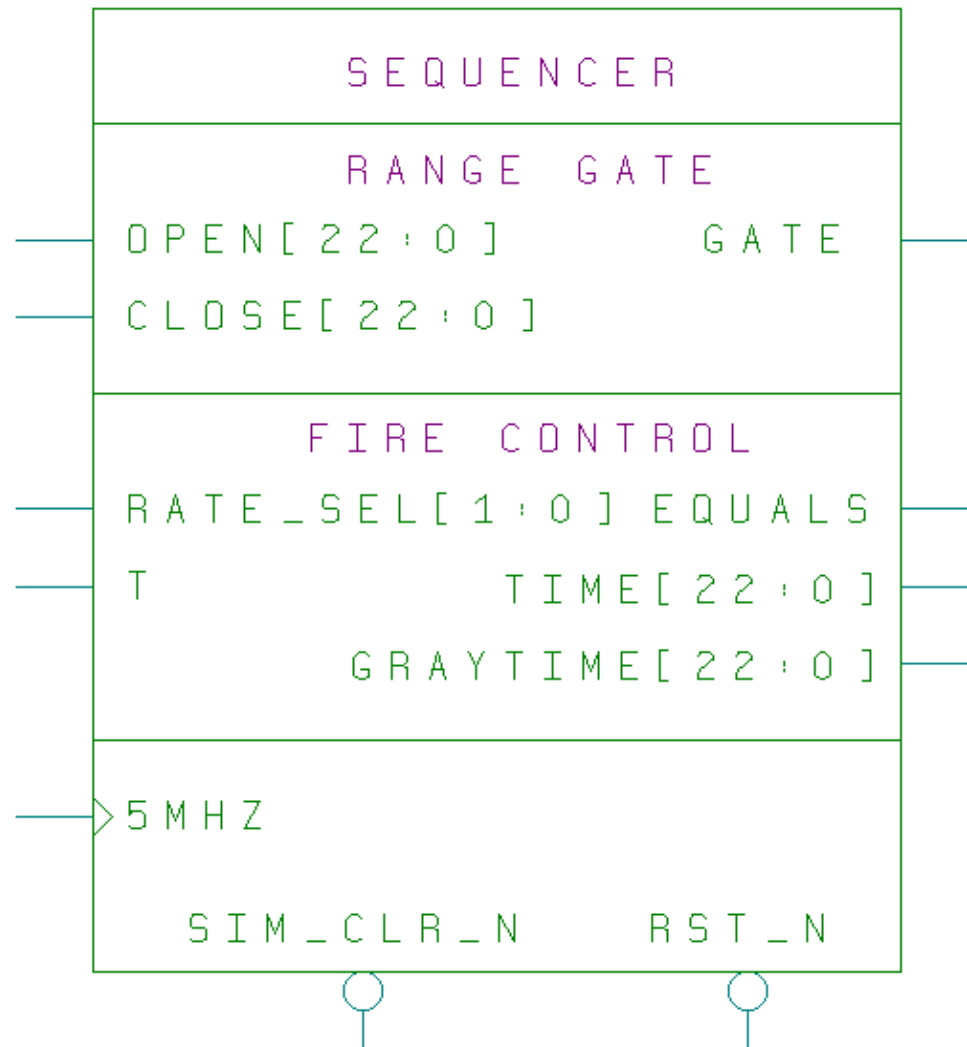 SEQUENCER
RANGE GATE
OPEN[22:0] GATE
CLOSE[22:0]
FIRE CONTROL
RATE_SEL[1:0] EQUALS
T TIME[22:0]
GRAYTIME[22:0]
5MHZ
SIM_CLR_N RST_N